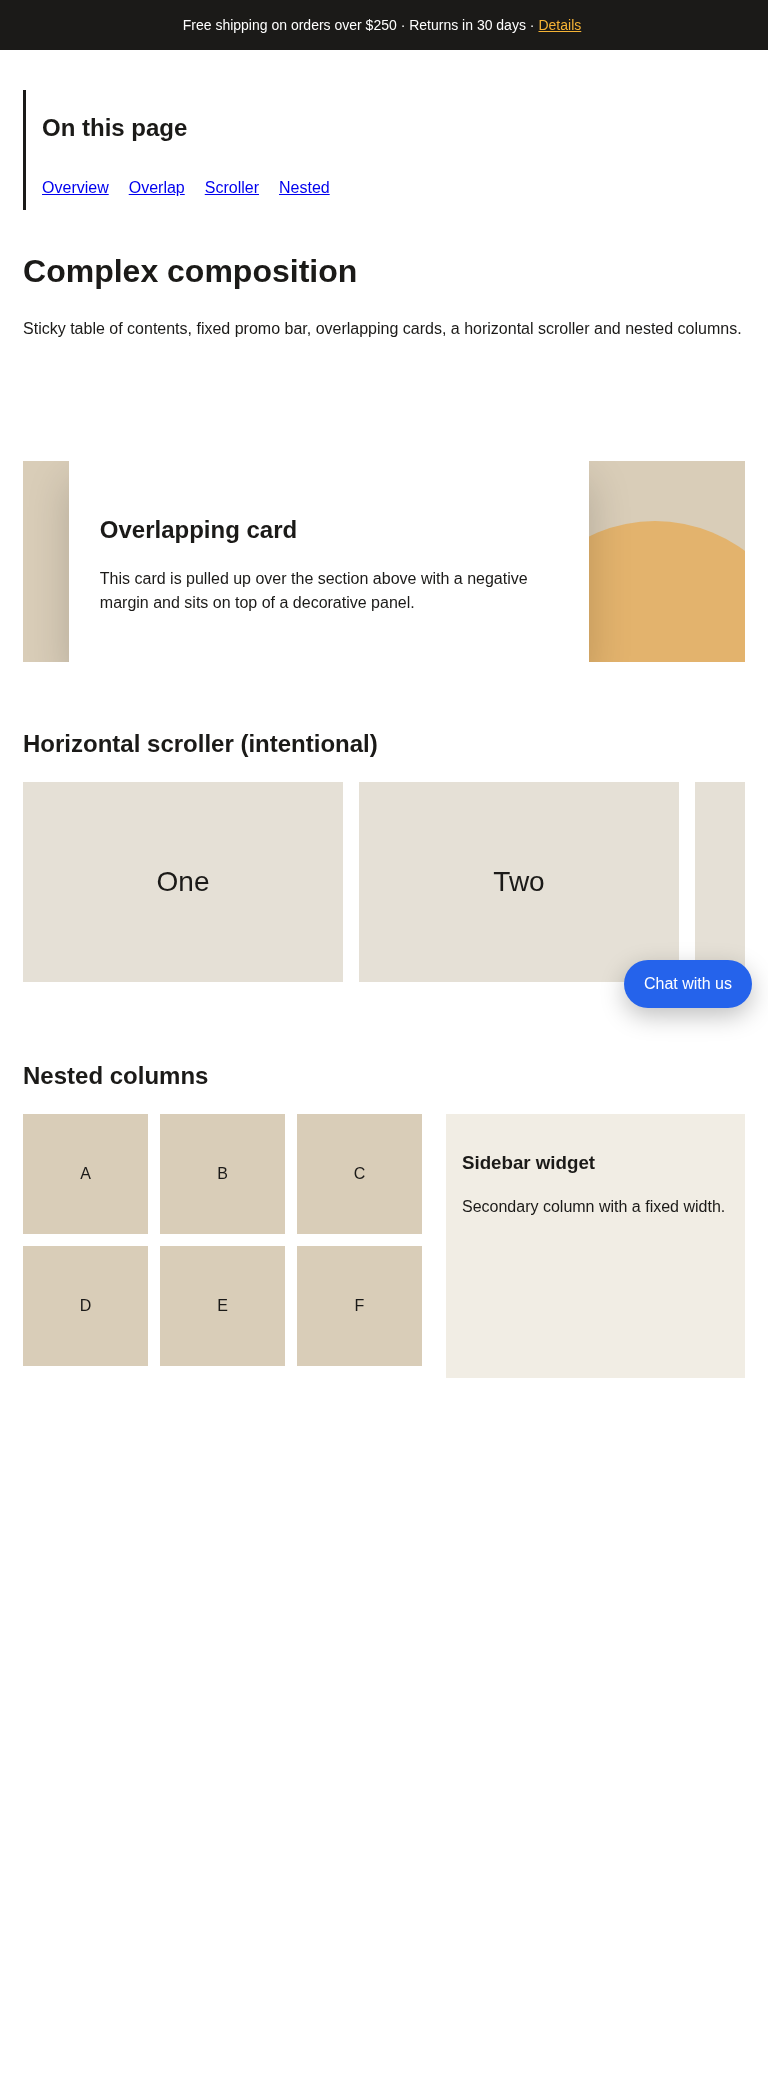 Free shipping on orders over $250 · Returns in 30 days · Details
On this page
Overview Overlap Scroller Nested
Complex composition
Sticky table of contents, fixed promo bar, overlapping cards, a horizontal scroller and nested columns.
Overlapping card
This card is pulled up over the section above with a negative
margin and sits on top of a decorative panel.
Horizontal scroller (intentional)
One
Two
Chat with us
Nested columns
A
B
C
D
E
F
Sidebar widget
Secondary column with a fixed width.